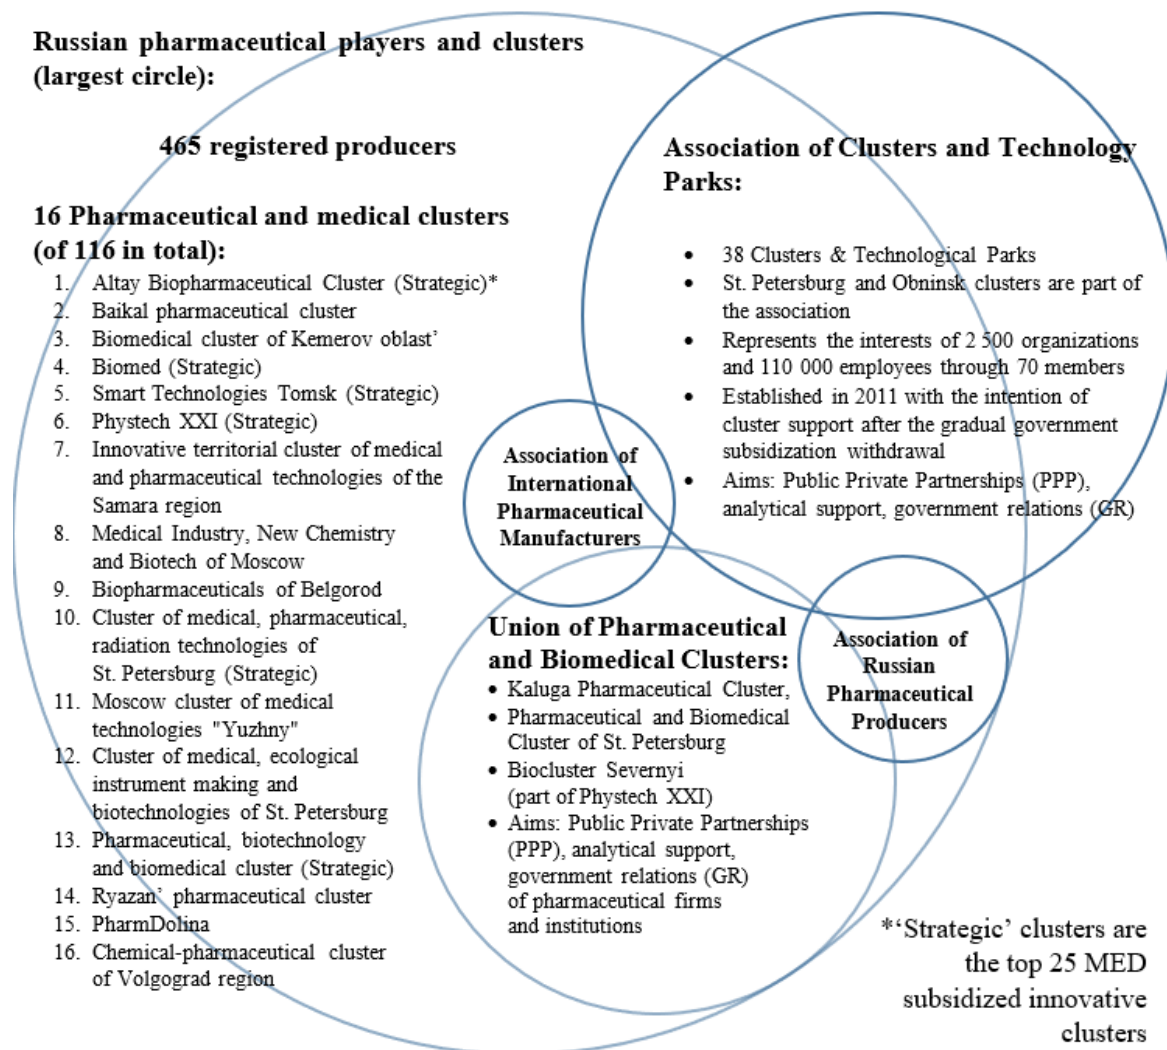 Russian pharmaceutical players and clusters
(largest circle):
465 registered producers
16 Pharmaceutical and medical clusters
(of 116 in total):
1. Altay Biopharmaceutical Cluster (Strategic)*
2. Baikal pharmaceutical cluster
3. Biomedical cluster of Kemerov oblast’
4. Biomed (Strategic)
5. Smart Technologies Tomsk (Strategic)
6. Phystech XXI (Strategic)
7. Innovative territorial cluster of medical
and pharmaceutical technologies of the
Samara region
8. Medical Industry, New Chemistry
and Biotech of Moscow
9. Biopharmaceuticals of Belgorod
10. Cluster of medical, pharmaceutical,
radiation technologies of
St. Petersburg (Strategic)
11. Moscow cluster of medical
technologies "Yuzhny"
12. Cluster of medical, ecological
instrument making and
biotechnologies of St. Petersburg
13. Pharmaceutical, biotechnology
and biomedical cluster (Strategic)
14. Ryazan’ pharmaceutical cluster
15. PharmDolina
16. Chemical-pharmaceutical cluster
of Volgograd region
Association of Clusters and Technology
Parks:
• 38 Clusters & Technological Parks
• St. Petersburg and Obninsk clusters are part of
the association
• Represents the interests of 2 500 organizations
and 110 000 employees through 70 members
• Established in 2011 with the intention of
cluster support after the gradual government
subsidization withdrawal
• Aims: Public Private Partnerships (PPP),
analytical support, government relations (GR)
Association of
International
Pharmaceutical
Manufacturers
Union of Pharmaceutical
and Biomedical Clusters:
• Kaluga Pharmaceutical Cluster,
• Pharmaceutical and Biomedical
Cluster of St. Petersburg
• Biocluster Severnyi
(part of Phystech XXI)
• Aims: Public Private Partnerships
(PPP), analytical support,
government relations (GR)
of pharmaceutical firms
and institutions
Association of
Russian
Pharmaceutical
Producers
*‘Strategic’ clusters are
the top 25 MED
subsidized innovative
clusters